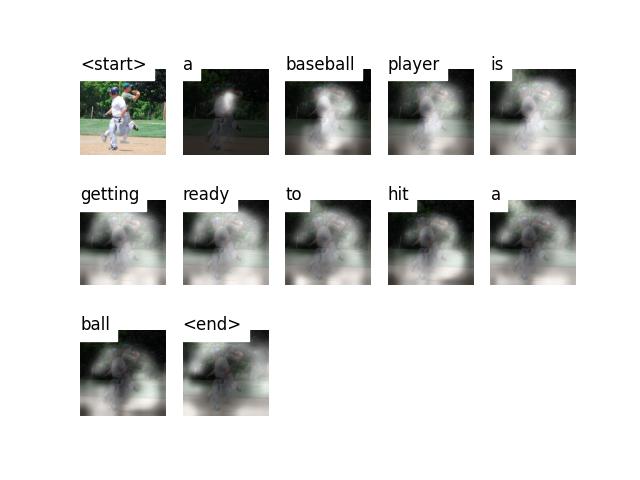 <start> a baseball player is
getting ready to hit a
ball <end>